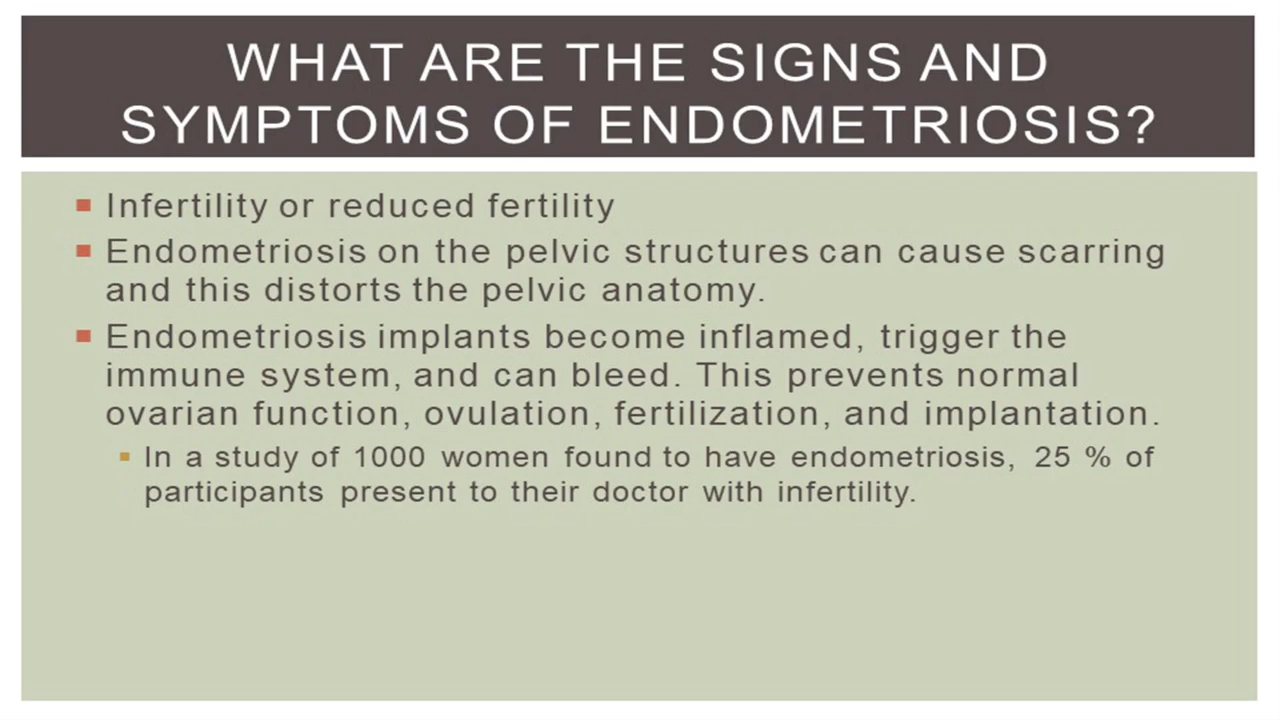 WHAT ARE THE SIGNS AND
SYMPTOMS OF ENDOMETRIOSIS?
Infertility or reduced fertility
Endometriosis on the pelvic structures can cause scarring
and this distorts the pelvic anatomy.
Endometriosis implants become inflamed, trigger the
immune system, and can bleed. This prevents normal
ovarian function, ovulation, fertilization, and implantation.
In a study of 1000 women found to have endometriosis, 25 % of
participants present to their doctor with infertility.